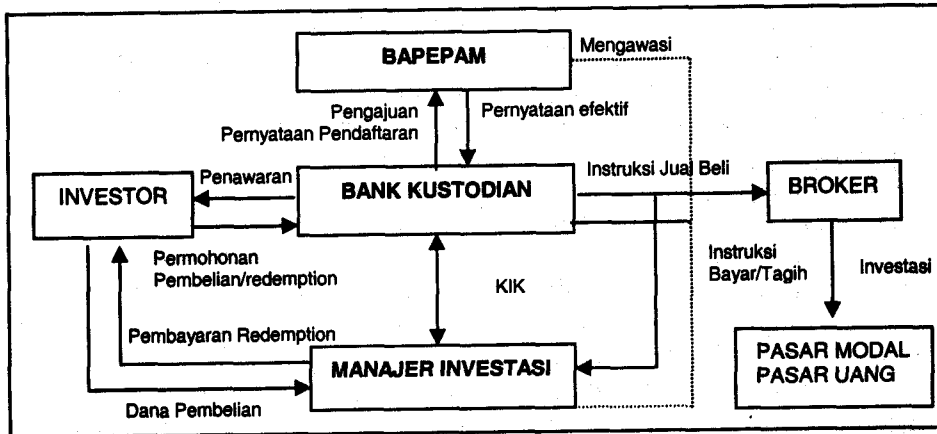 BAPEPAM
Mengawasi
Pengajuan
Pernyataan Pendaftaran
Pernyataan efektif
INVESTOR
Penawaran
BANK KUSTODIAN
Instruksi Jual Beli
BROKER
Permohonan
Pembelian/redemption
KIK
Instruksi
Bayar/Tagih
Investasi
Pembayaran Redemption
MANAJER INVESTASI
PASAR MODAL
PASAR UANG
Dana Pembelian